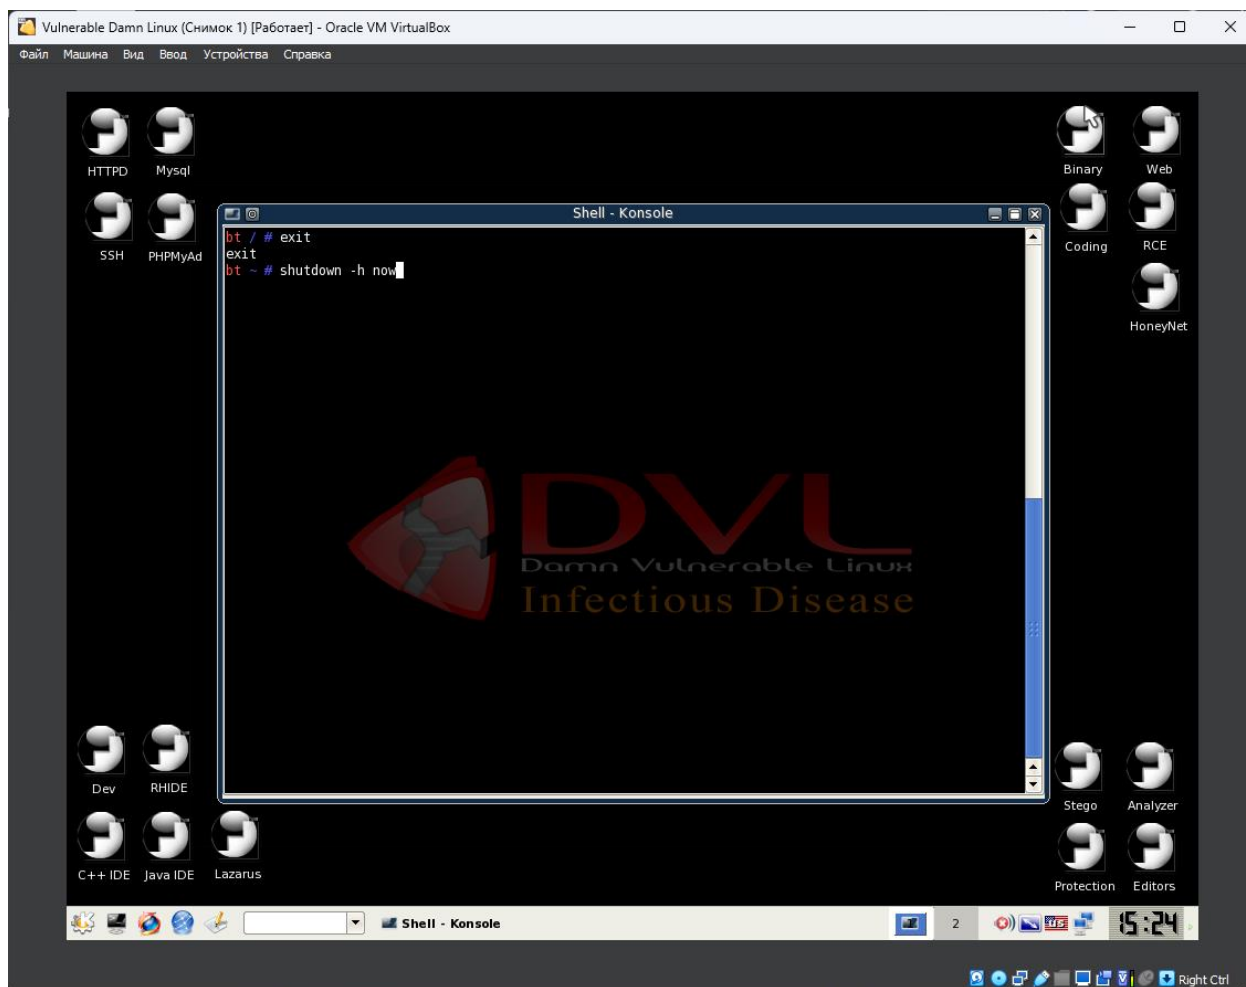 Vulnerable Damn Linux (Снимок 1) [Работает] - Oracle VM VirtualBox
Файл Машина Вид Ввод Устройства Справка
HTTPD Mysql
Binary Web
SSH PHPMyAd
Coding RCE
HoneyNet
Shell - Konsole
bt / # exit
exit
bt ~ # shutdown -h now
DVL
Damn Vulnerable Linux
Infectious Disease
Dev RHIDE
Stego Analyzer
C++ IDE Java IDE Lazarus
Protection Editors
Shell - Konsole
2
15:24
Right Ctrl